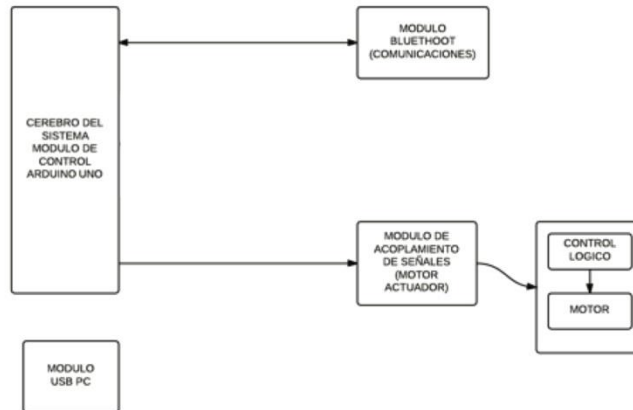 CEREBRO DEL
SISTEMA
MODULO DE
CONTROL
ARDUINO UNO
MODULO
BLUETHOOT
(COMUNICACIONES)
MODULO DE
ACOPLAMIENTO
DE SEÑALES
(MOTOR
ACTUADOR)
CONTROL
LOGICO
MOTOR
MODULO
USB PC